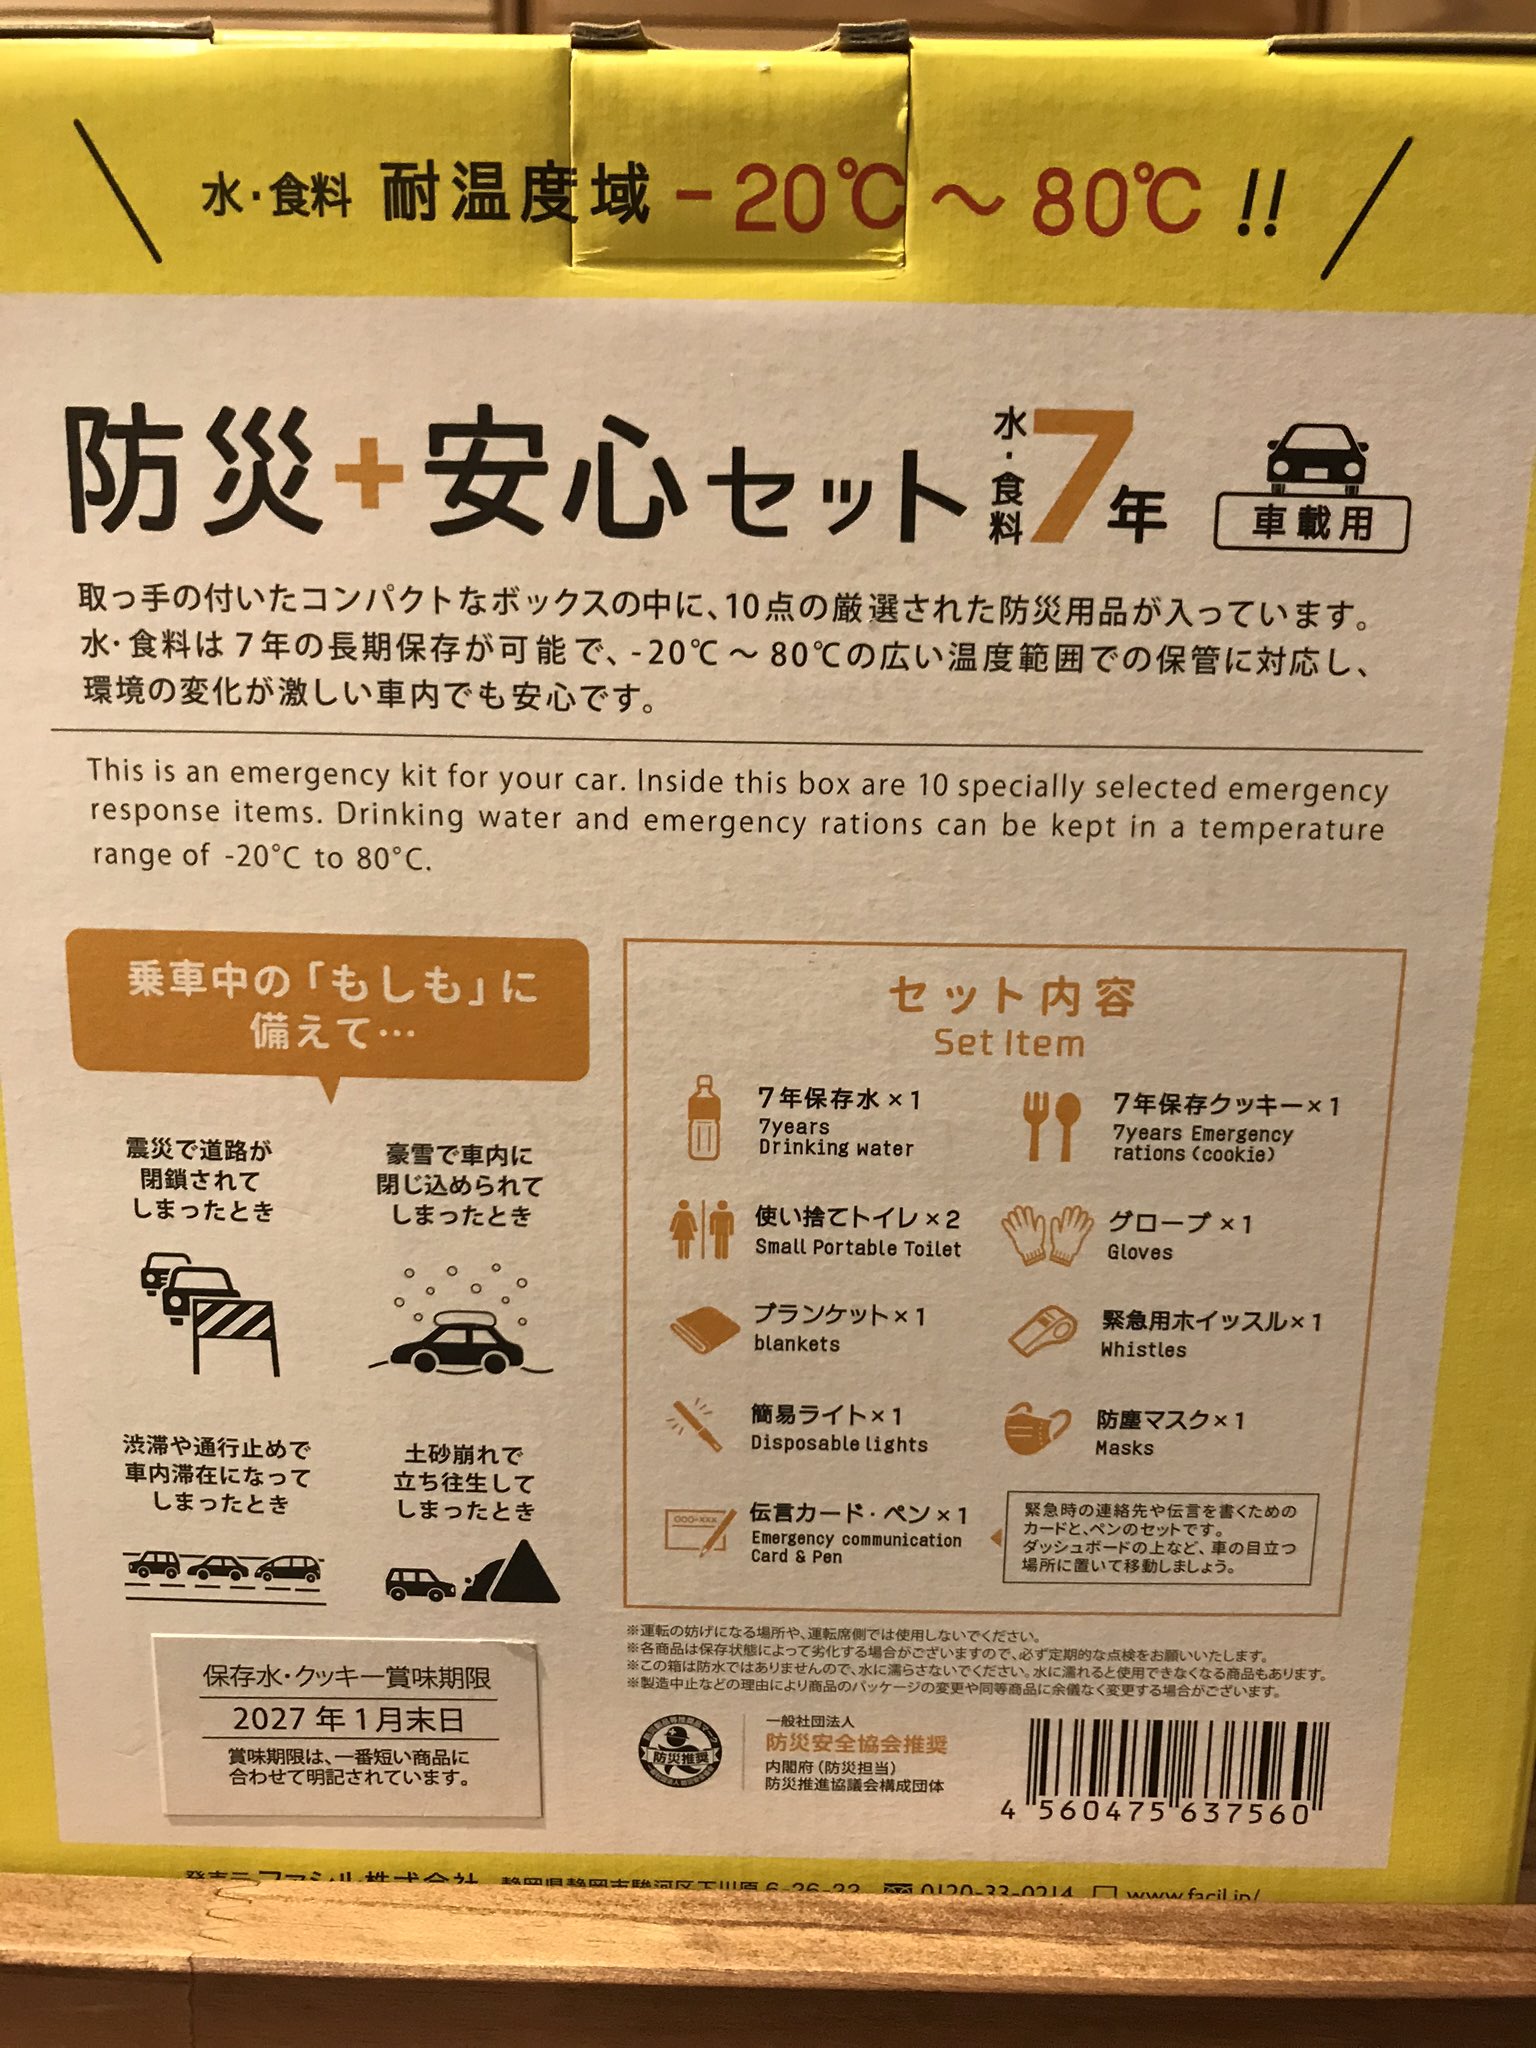 水・食料 耐温度域 -20℃ ～ 80℃ !!
防災+安心セット 水・食料 7年
車載用
取っ手の付いたコンパクトなボックスの中に、10点の厳選された防災用品が入っています。
水・食料は7年の長期保存が可能で、-20℃～80℃の広い温度範囲での保管に対応し、
環境の変化が激しい車内でも安心です。
This is an emergency kit for your car. Inside this box are 10 specially selected emergency
response items. Drinking water and emergency rations can be kept in a temperature
range of -20°C to 80°C.
乗車中の「もしも」に
備えて…
震災で道路が
閉鎖されて
しまったとき
豪雪で車内に
閉じ込められて
しまったとき
渋滞や通行止めで
車内滞在になって
しまったとき
土砂崩れで
立ち往生して
しまったとき
保存水・クッキー賞味期限
2027年1月末日
賞味期限は、一番短い商品に
合わせて明記されています。
セット内容
Set Item
7年保存水×1
7years
Drinking water
7年保存クッキー×1
7years Emergency
rations (cookie)
使い捨てトイレ×2
Small Portable Toilet
グローブ×1
Gloves
ブランケット×1
blankets
緊急用ホイッスル×1
Whistles
簡易ライト×1
Disposable lights
防塵マスク×1
Masks
伝言カード・ペン×1
Emergency communication
Card & Pen
緊急時の連絡先や伝言を書くための
カードと、ペンのセットです。
ダッシュボードの上など、車の目立つ
場所に置いて移動しましょう。
※運転の妨げになる場所や、運転席側では使用しないでください。
※各商品は保存状態によって劣化する場合がございますので、必ず定期的な点検をお願いいたします。
※この箱は防水ではありませんので、水に濡らさないでください。水に濡れると使用できなくなる商品もあります。
※製造中止などの理由により商品のパッケージの変更や同等商品に余儀なく変更する場合がございます。
防災推奨
一般社団法人
防災安全協会推奨
内閣府(防災担当)
防災推進協議会構成団体
4 560475 637560
発売元 ファシル株式会社 静岡県静岡市駿河区下川原 6-26-22 0120-33-0214 www.facil.jp/